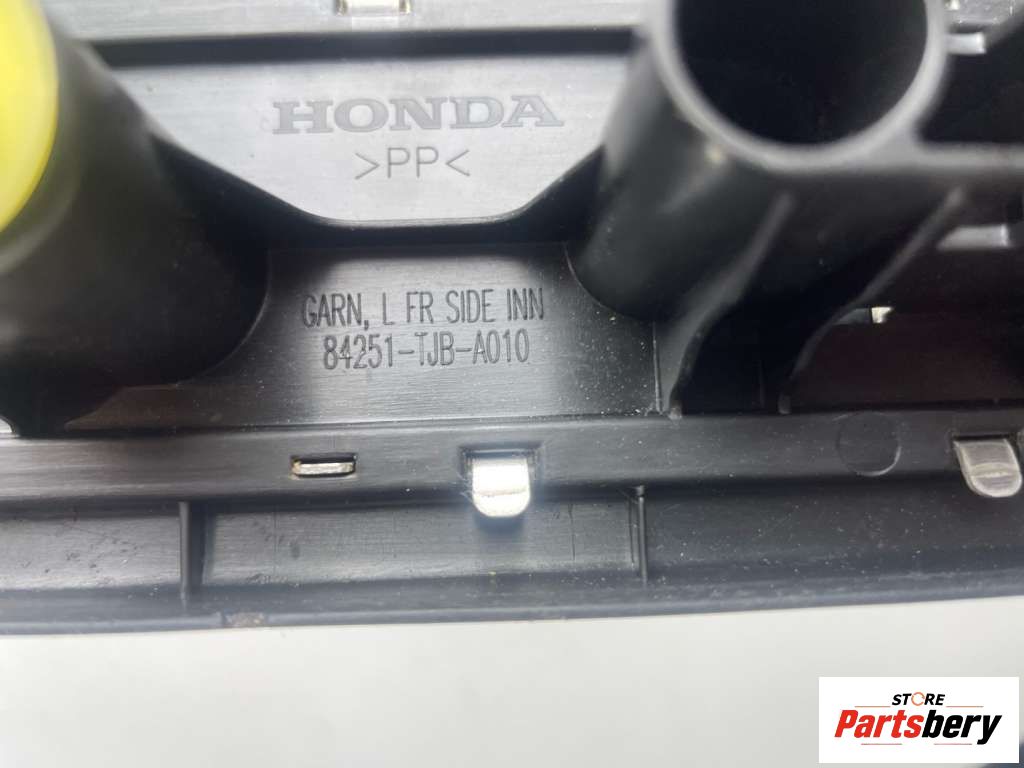 HONDA
>PP<
GARN, L FR SIDE INN
84251-TJB-A010
STORE
Partsbery